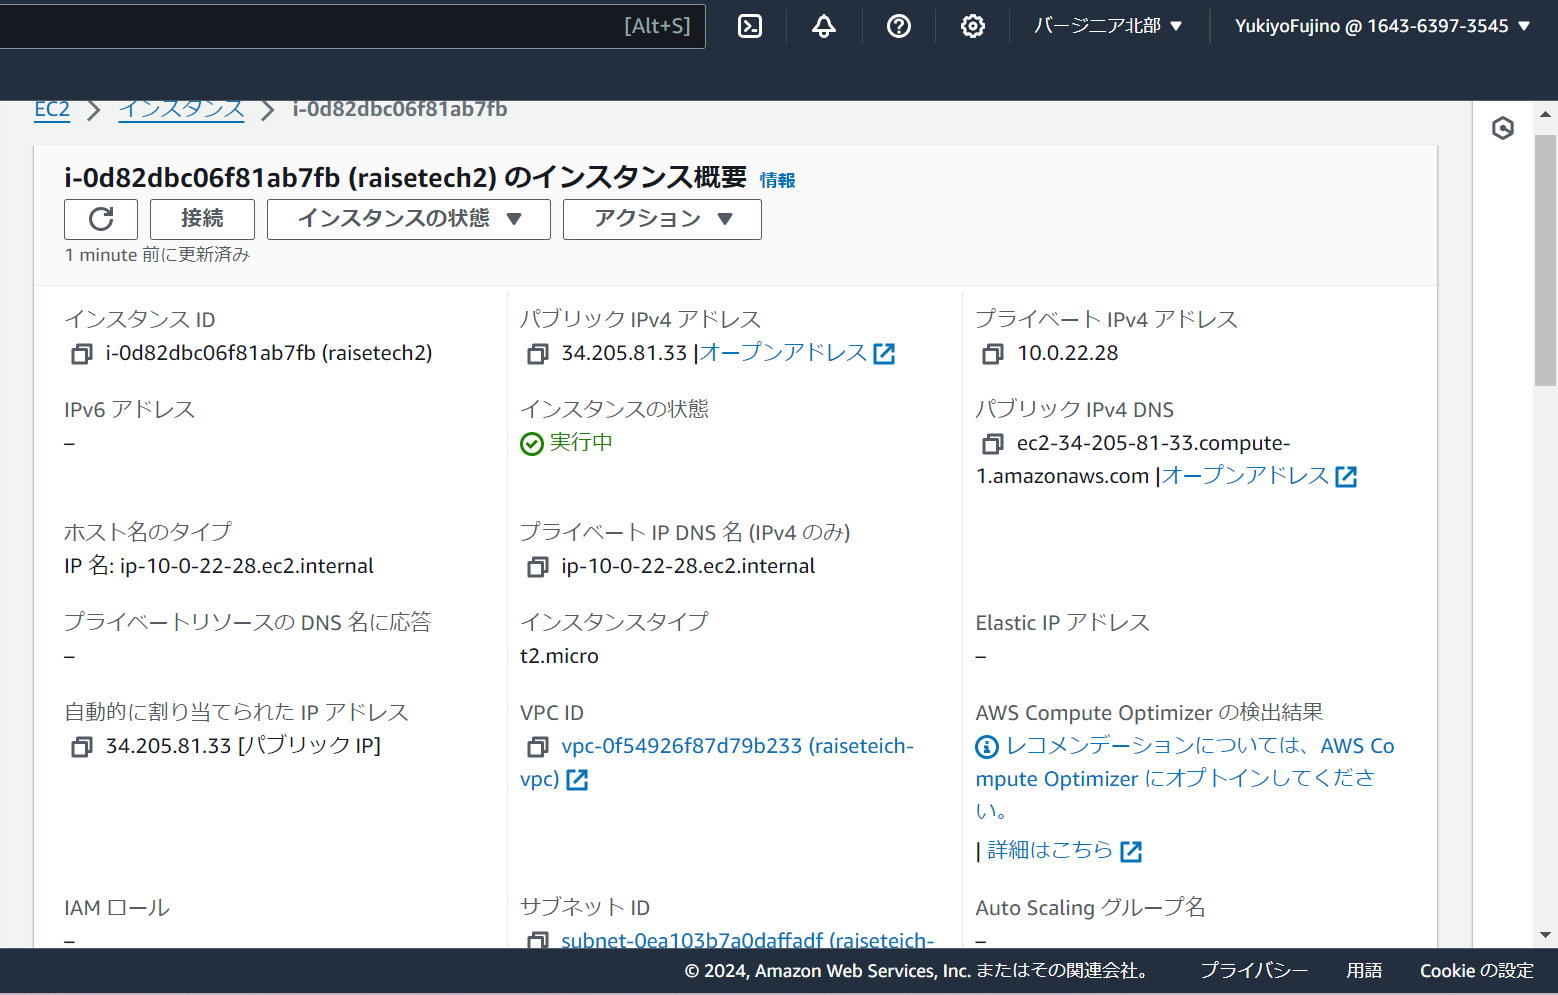 [Alt+S]
バージニア北部 ▼
YukiyoFujino @ 1643-6397-3545 ▼
EC2 > インスタンス > i-0d82dbc06f81ab7fb
i-0d82dbc06f81ab7fb (raisetech2) のインスタンス概要 情報
接続
インスタンスの状態 ▼
アクション ▼
1 minute 前に更新済み
インスタンス ID
i-0d82dbc06f81ab7fb (raisetech2)
パブリック IPv4 アドレス
34.205.81.33 |オープンアドレス
プライベート IPv4 アドレス
10.0.22.28
IPv6 アドレス
–
インスタンスの状態
実行中
パブリック IPv4 DNS
ec2-34-205-81-33.compute-
1.amazonaws.com |オープンアドレス
ホスト名のタイプ
IP 名: ip-10-0-22-28.ec2.internal
プライベート IP DNS 名 (IPv4 のみ)
ip-10-0-22-28.ec2.internal
プライベートリソースの DNS 名に応答
–
インスタンスタイプ
t2.micro
Elastic IP アドレス
–
自動的に割り当てられた IP アドレス
34.205.81.33 [パブリック IP]
VPC ID
vpc-0f54926f87d79b233 (raiseteich-
vpc)
AWS Compute Optimizer の検出結果
レコメンデーションについては、AWS Co
mpute Optimizer にオプトインしてくださ
い。
| 詳細はこちら
IAM ロール
–
サブネット ID
subnet-0ea103b7a0daffadf (raiseteich-
Auto Scaling グループ名
–
© 2024, Amazon Web Services, Inc. またはその関連会社。
プライバシー
用語
Cookie の設定